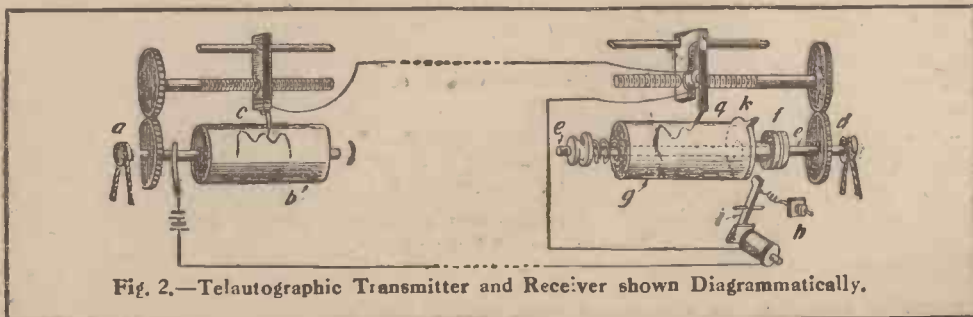 a
c
b'
e
q
k
f
e
d
g
i
h
Fig. 2.—Telautographic Transmitter and Receiver shown Diagrammatically.